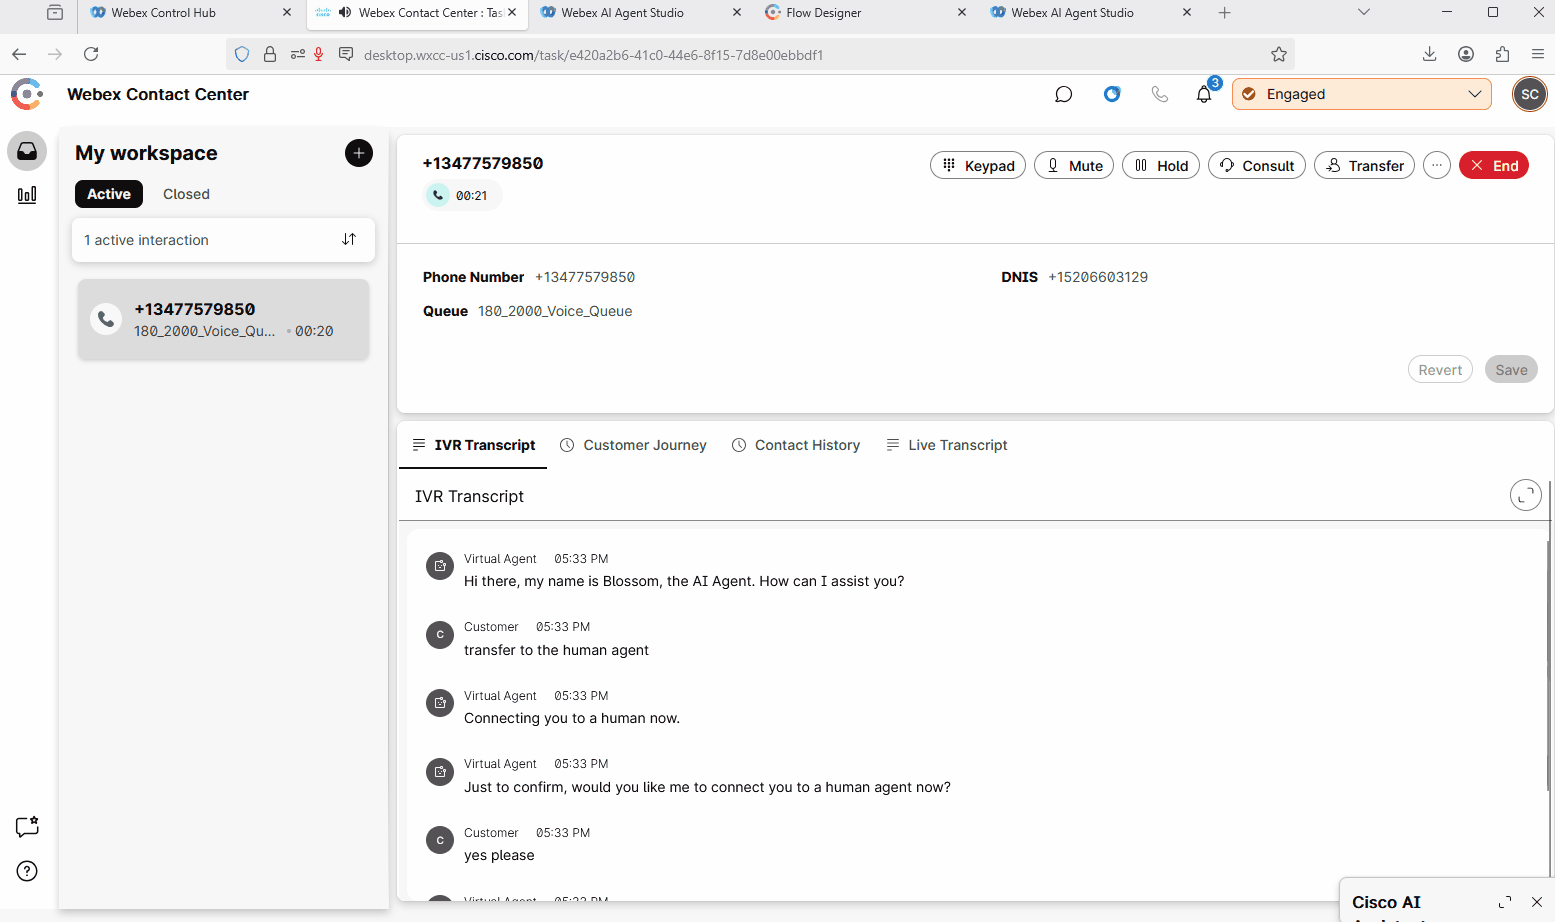 Webex Control Hub
Webex Contact Center : Tas
Webex AI Agent Studio
Flow Designer
Webex AI Agent Studio
desktop.wxcc-us1.cisco.com/task/e420a2b6-41c0-44e6-8f15-7d8e00ebbdf1
Webex Contact Center
3
Engaged
SC
My workspace
Active
Closed
1 active interaction
+13477579850
180_2000_Voice_Qu...
• 00:20
+13477579850
00:21
Keypad
Mute
Hold
Consult
Transfer
...
End
Phone Number +13477579850
DNIS +15206603129
Queue 180_2000_Voice_Queue
Revert
Save
IVR Transcript
Customer Journey
Contact History
Live Transcript
IVR Transcript
Virtual Agent 05:33 PM
Hi there, my name is Blossom, the AI Agent. How can I assist you?
C
Customer 05:33 PM
transfer to the human agent
Virtual Agent 05:33 PM
Connecting you to a human now.
Virtual Agent 05:33 PM
Just to confirm, would you like me to connect you to a human agent now?
C
Customer 05:33 PM
yes please
Virtual Agent 05:33 PM
Cisco AI
Assistant